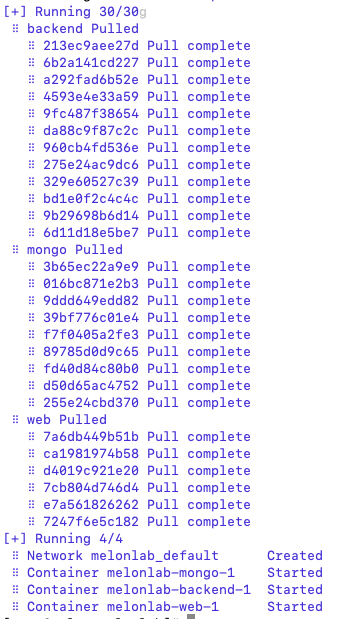 [+] Running 30/30g
⠿ backend Pulled
⠿ 213ec9aee27d Pull complete
⠿ 6b2a141cd227 Pull complete
⠿ a292fad6b52e Pull complete
⠿ 4593e4e33a59 Pull complete
⠿ 9fc487f38654 Pull complete
⠿ da88c9f87c2c Pull complete
⠿ 960cb4fd536e Pull complete
⠿ 275e24ac9dc6 Pull complete
⠿ 329e60527c39 Pull complete
⠿ bd1e0f2c4c4c Pull complete
⠿ 9b29698b6d14 Pull complete
⠿ 6d11d18e5be7 Pull complete
⠿ mongo Pulled
⠿ 3b65ec22a9e9 Pull complete
⠿ 016bc871e2b3 Pull complete
⠿ 9ddd649edd82 Pull complete
⠿ 39bf776c01e4 Pull complete
⠿ f7f0405a2fe3 Pull complete
⠿ 89785d0d9c65 Pull complete
⠿ fd40d84c80b0 Pull complete
⠿ d50d65ac4752 Pull complete
⠿ 255e24cbd370 Pull complete
⠿ web Pulled
⠿ 7a6db449b51b Pull complete
⠿ ca1981974b58 Pull complete
⠿ d4019c921e20 Pull complete
⠿ 7cb804d746d4 Pull complete
⠿ e7a561826262 Pull complete
⠿ 7247f6e5c182 Pull complete
[+] Running 4/4
⠿ Network melonlab_default Created
⠿ Container melonlab-mongo-1 Started
⠿ Container melonlab-backend-1 Started
⠿ Container melonlab-web-1 Started